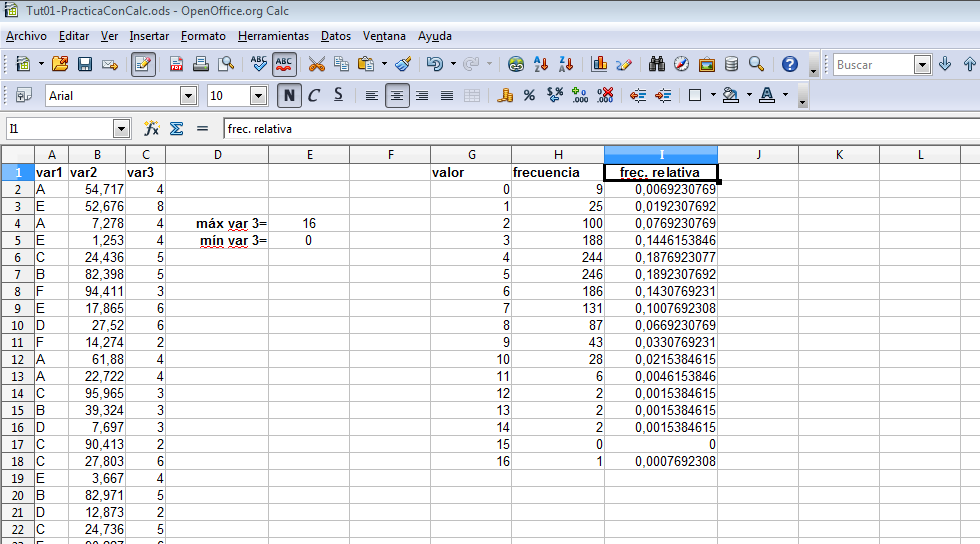 Tut01-PracticaConCalc.ods - OpenOffice.org Calc
Archivo Editar Ver Insertar Formato Herramientas Datos Ventana Ayuda
ABC ABC Buscar
Arial 10 N C S
I1 frec. relativa
A B C D E F G H I J K L
1 var1 var2 var3 valor frecuencia frec. relativa
2 A 54,717 4 0 9 0,0069230769
3 E 52,676 8 1 25 0,0192307692
4 A 7,278 4 máx var 3= 16 2 100 0,0769230769
5 E 1,253 4 mín var 3= 0 3 188 0,1446153846
6 C 24,436 5 4 244 0,1876923077
7 B 82,398 5 5 246 0,1892307692
8 F 94,411 3 6 186 0,1430769231
9 E 17,865 6 7 131 0,1007692308
10 D 27,52 6 8 87 0,0669230769
11 F 14,274 2 9 43 0,0330769231
12 A 61,88 4 10 28 0,0215384615
13 A 22,722 4 11 6 0,0046153846
14 C 95,965 3 12 2 0,0015384615
15 B 39,324 3 13 2 0,0015384615
16 D 7,697 3 14 2 0,0015384615
17 C 90,413 2 15 0 0
18 C 27,803 6 16 1 0,0007692308
19 E 3,667 4
20 B 82,971 5
21 D 12,873 2
22 C 24,736 5